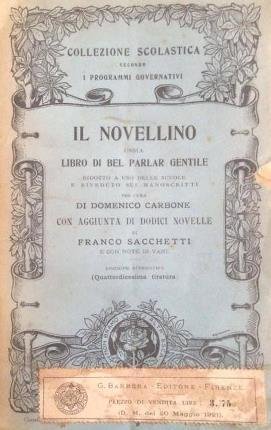 COLLEZIONE SCOLASTICA
SECONDO
I PROGRAMMI GOVERNATIVI
IL NOVELLINO
OSSIA
LIBRO DI BEL PARLAR GENTILE
RIDOTTO A USO DELLE SCUOLE
E RIVEDUTO SUI MANOSCRITTI
PER CURA
DI DOMENICO CARBONE
CON AGGIUNTA DI DODICI NOVELLE
DI
FRANCO SACCHETTI
E CON NOTE DI VARI.
EDIZIONE STEREOTIPA
(Quattordicesima tiratura)
G. BARBÈRA - EDITORE - FIRENZE
PREZZO DI VENDITA LIRE : 3,75
(D. M. del 20 Maggio 1921).